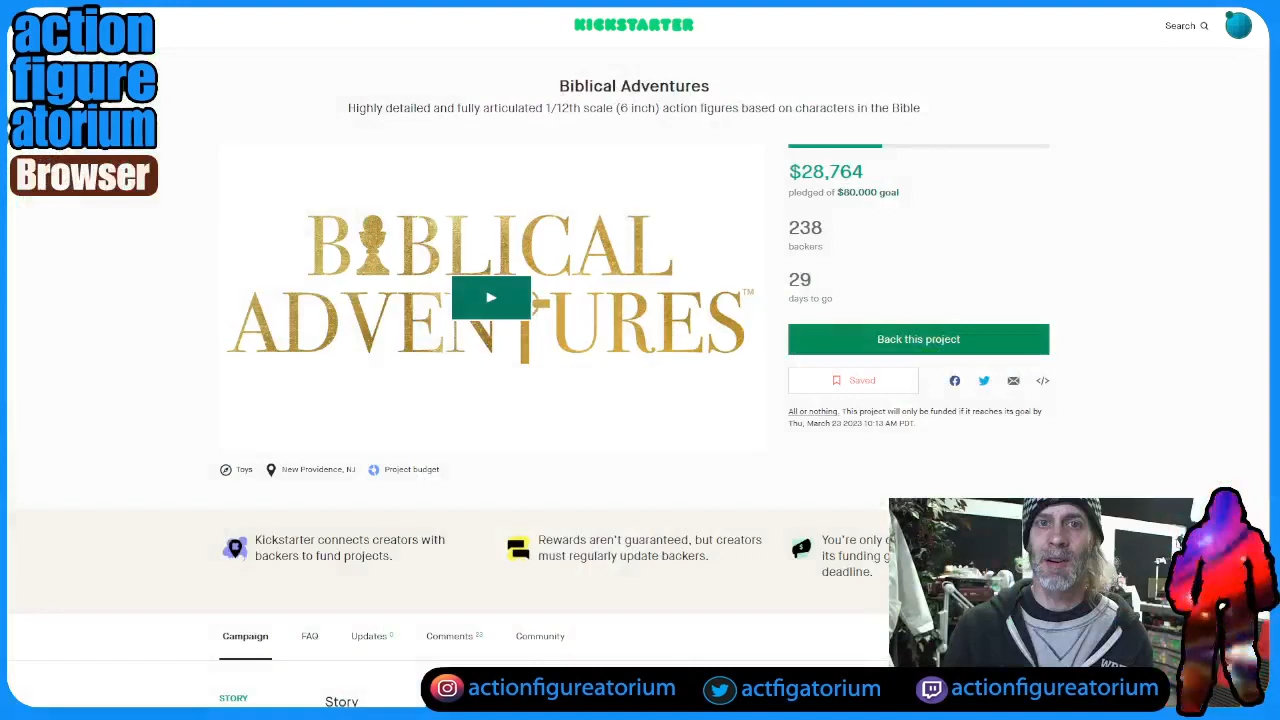 action
figure
atorium
Browser
KICKSTARTER
Search
Biblical Adventures
Highly detailed and fully articulated 1/12th scale (6 inch) action figures based on characters in the Bible
BIBLICAL
ADVENTURES™
$28,764
pledged of $80,000 goal
238
backers
29
days to go
Back this project
Saved
</>
All or nothing. This project will only be funded if it reaches its goal by
Thu, March 23 2023 10:13 AM PDT.
Toys
New Providence, NJ
Project budget
Kickstarter connects creators with
backers to fund projects.
Rewards aren't guaranteed, but creators
must regularly update backers.
You're only
its funding
deadline.
Campaign
FAQ
Updates 0
Comments 23
Community
STORY
Story
actionfigureatorium
actfigatorium
actionfigureatorium